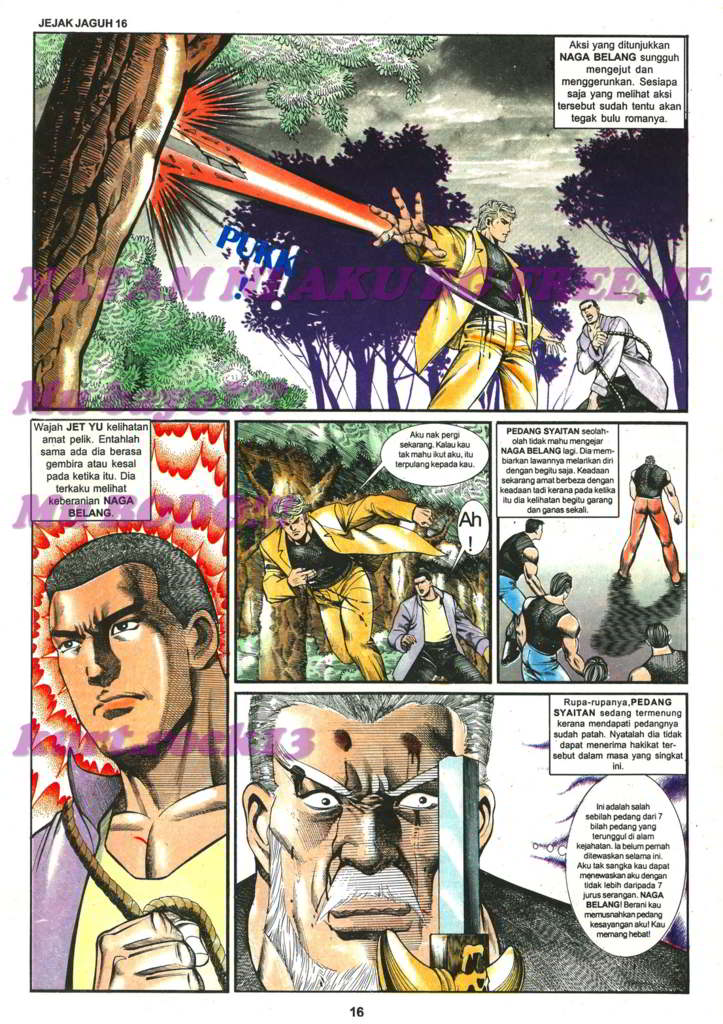 JEJAK JAGUH 16
Aksi yang ditunjukkan
NAGA BELANG sungguh
mengejut dan
menggerunkan. Sesiapa
saja yang melihat aksi
tersebut sudah tentu akan
tegak bulu romanya.
PUKK
! !
Wajah JET YU kelihatan
amat pelik. Entahlah
sama ada dia berasa
gembira atau kesal
pada ketika itu. Dia
terkaku melihat
keberanian NAGA
BELANG.
Aku nak pergi
sekarang. Kalau kau
tak mahu ikut aku, itu
terpulang kepada kau.
Ah
!
PEDANG SYAITAN seolah-
olah tidak mahu mengejar
NAGA BELANG lagi. Dia mem-
biarkan lawannya melarikan diri
dengan begitu saja. Keadaan
sekarang amat berbeza dengan
keadaan tadi kerana pada ketika
itu dia kelihatan begitu garang
dan ganas sekali.
Rupa-rupanya,PEDANG
SYAITAN sedang termenung
kerana mendapati pedangnya
sudah patah. Nyatalah dia tidak
dapat menerima hakikat ter-
sebut dalam masa yang singkat
ini.
Ini adalah salah
sebilah pedang dari 7
bilah pedang yang
terunggul di alam
kejahatan. Ia belum pernah
ditewaskan selama ini.
Aku tak sangka kau dapat
menewaskan aku dengan
tidak lebih daripada 7
jurus serangan. NAGA
BELANG! Berani kau
memusnahkan pedang
kesayangan aku! Kau
memang hebat!
16